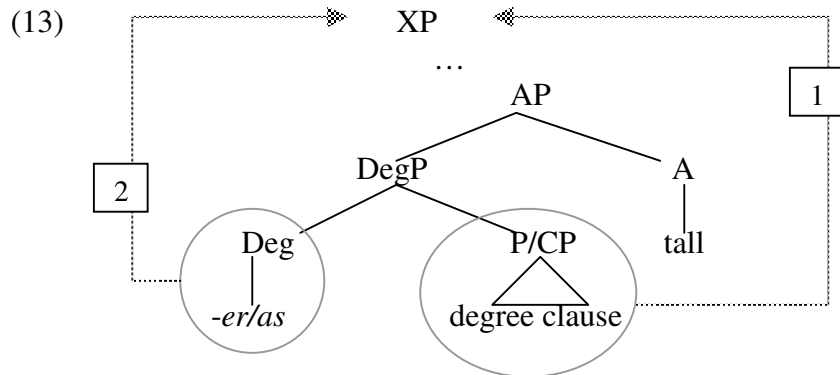 (13) XP
…
AP 1
DegP A
2
Deg P/CP tall
-er/as degree clause